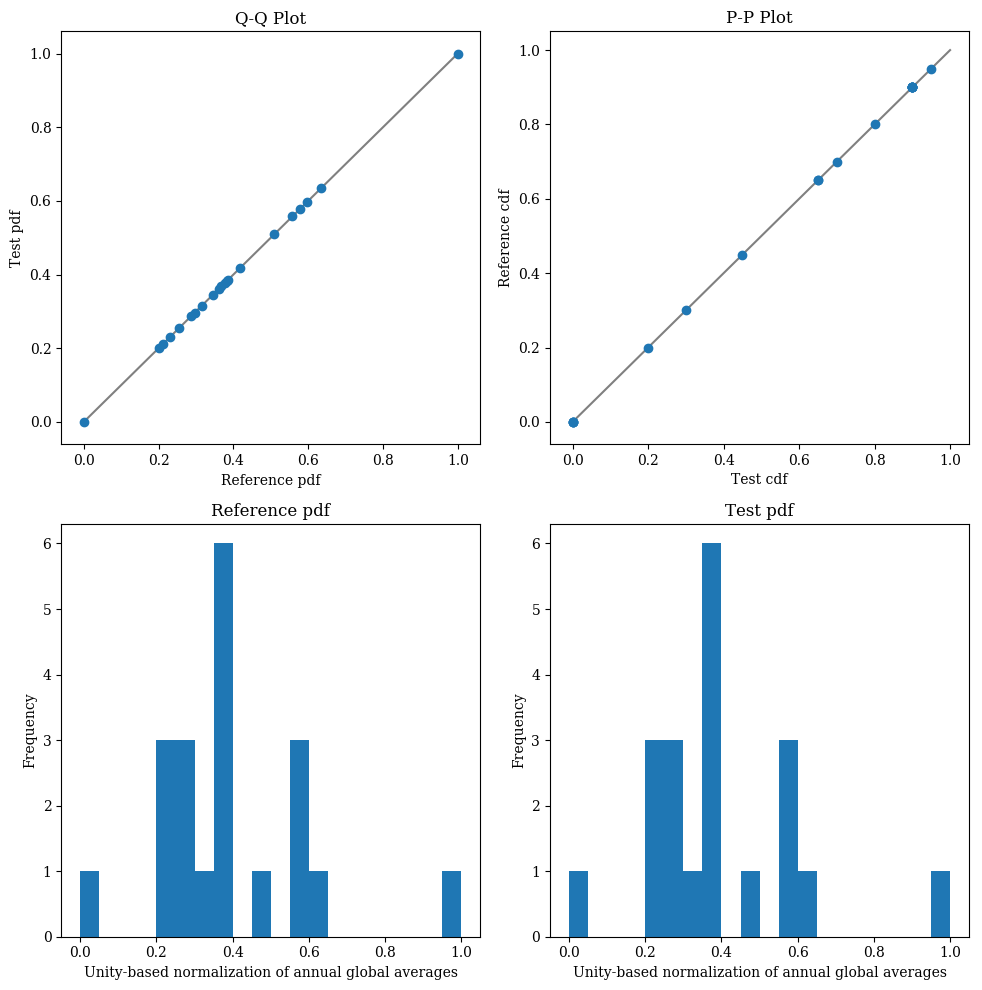 Q-Q Plot
1.0
0.8
0.6
0.4
0.2
0.0
Test pdf
0.0 0.2 0.4 0.6 0.8 1.0
Reference pdf
P-P Plot
1.0
0.8
0.6
0.4
0.2
0.0
Reference cdf
0.0 0.2 0.4 0.6 0.8 1.0
Test cdf
Reference pdf
6
5
4
3
2
1
0
Frequency
0.0 0.2 0.4 0.6 0.8 1.0
Unity-based normalization of annual global averages
Test pdf
6
5
4
3
2
1
0
Frequency
0.0 0.2 0.4 0.6 0.8 1.0
Unity-based normalization of annual global averages